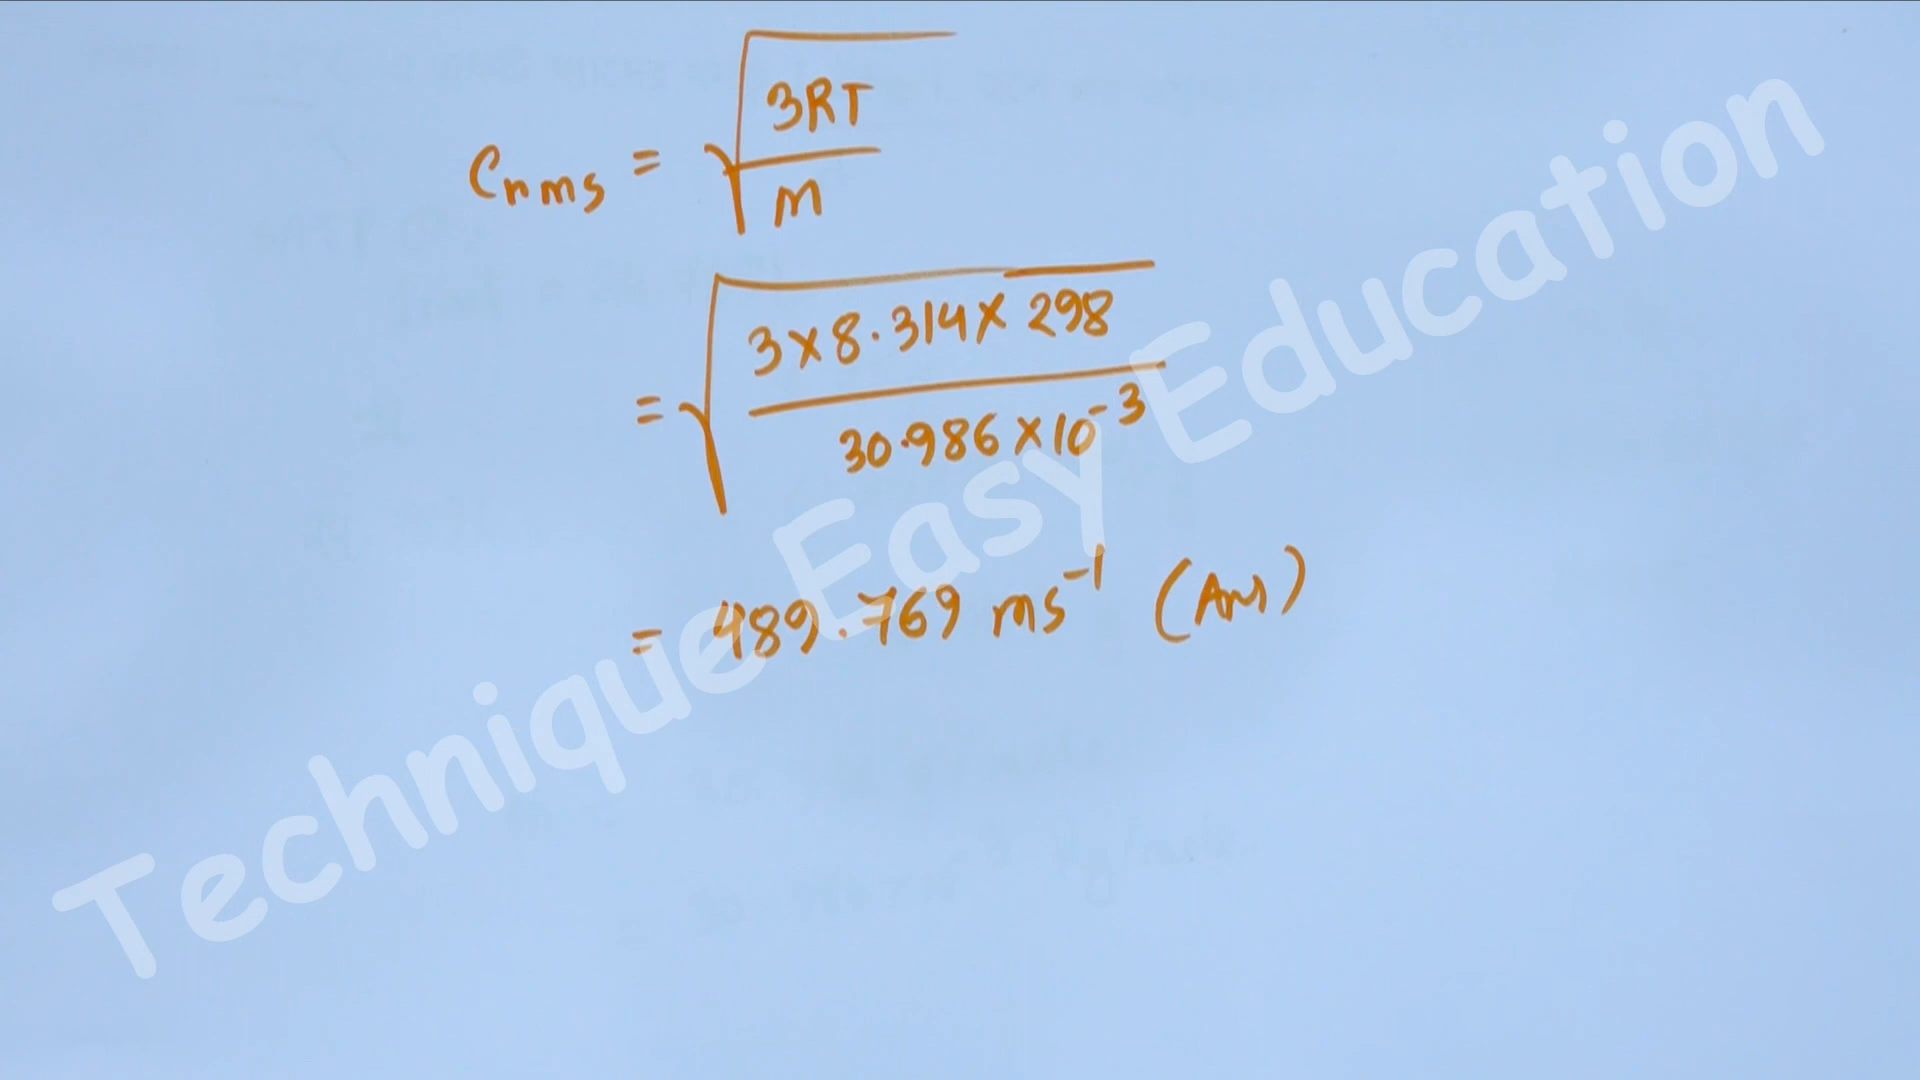 Crms = √3RT/M
= √3×8.314×298/30.986×10⁻³
= 489.769 ms⁻¹ (Ans)
Technique Easy Education